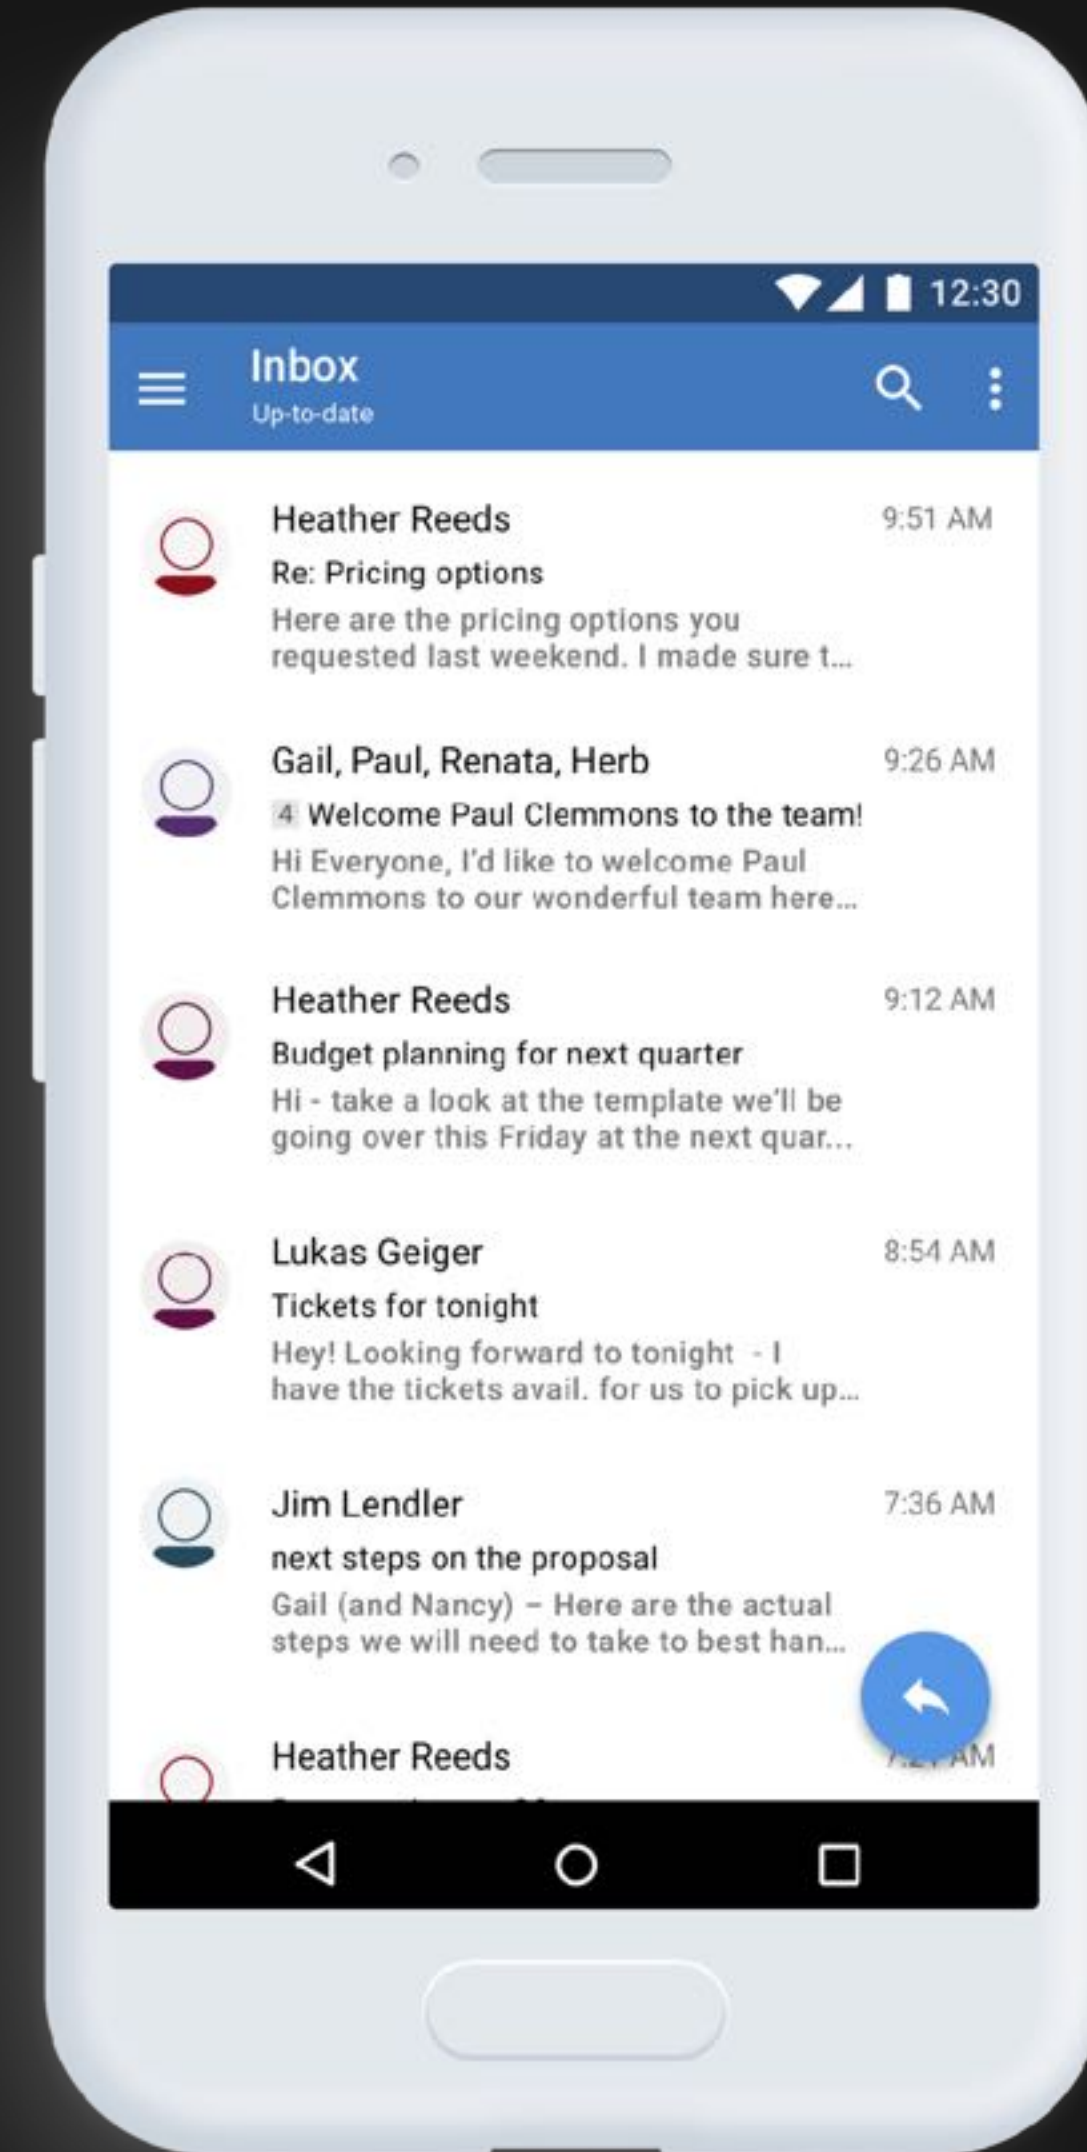 12:30
Inbox
Up-to-date
Heather Reeds 9:51 AM
Re: Pricing options
Here are the pricing options you
requested last weekend. I made sure t...
Gail, Paul, Renata, Herb 9:26 AM
4 Welcome Paul Clemmons to the team!
Hi Everyone, I'd like to welcome Paul
Clemmons to our wonderful team here...
Heather Reeds 9:12 AM
Budget planning for next quarter
Hi - take a look at the template we'll be
going over this Friday at the next quar...
Lukas Geiger 8:54 AM
Tickets for tonight
Hey! Looking forward to tonight - I
have the tickets avail. for us to pick up...
Jim Lendler 7:36 AM
next steps on the proposal
Gail (and Nancy) – Here are the actual
steps we will need to take to best han...
Heather Reeds AM